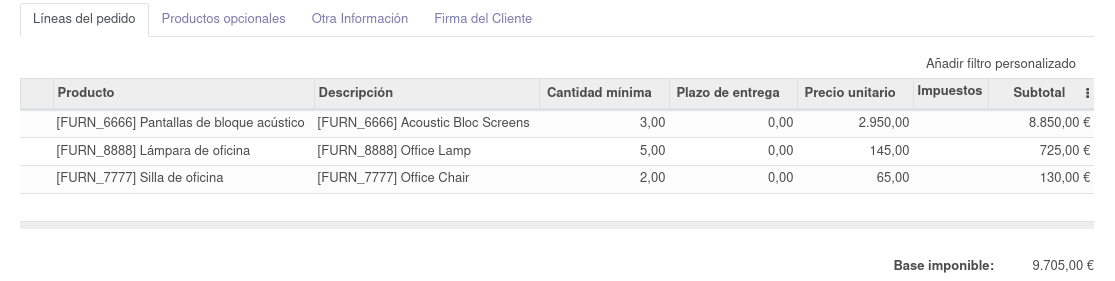 Líneas del pedido Productos opcionales Otra Información Firma del Cliente
Añadir filtro personalizado
Producto Descripción Cantidad mínima Plazo de entrega Precio unitario Impuestos Subtotal
[FURN_6666] Pantallas de bloque acústico [FURN_6666] Acoustic Bloc Screens 3,00 0,00 2.950,00 8.850,00 €
[FURN_8888] Lámpara de oficina [FURN_8888] Office Lamp 5,00 0,00 145,00 725,00 €
[FURN_7777] Silla de oficina [FURN_7777] Office Chair 2,00 0,00 65,00 130,00 €
Base imponible: 9.705,00 €